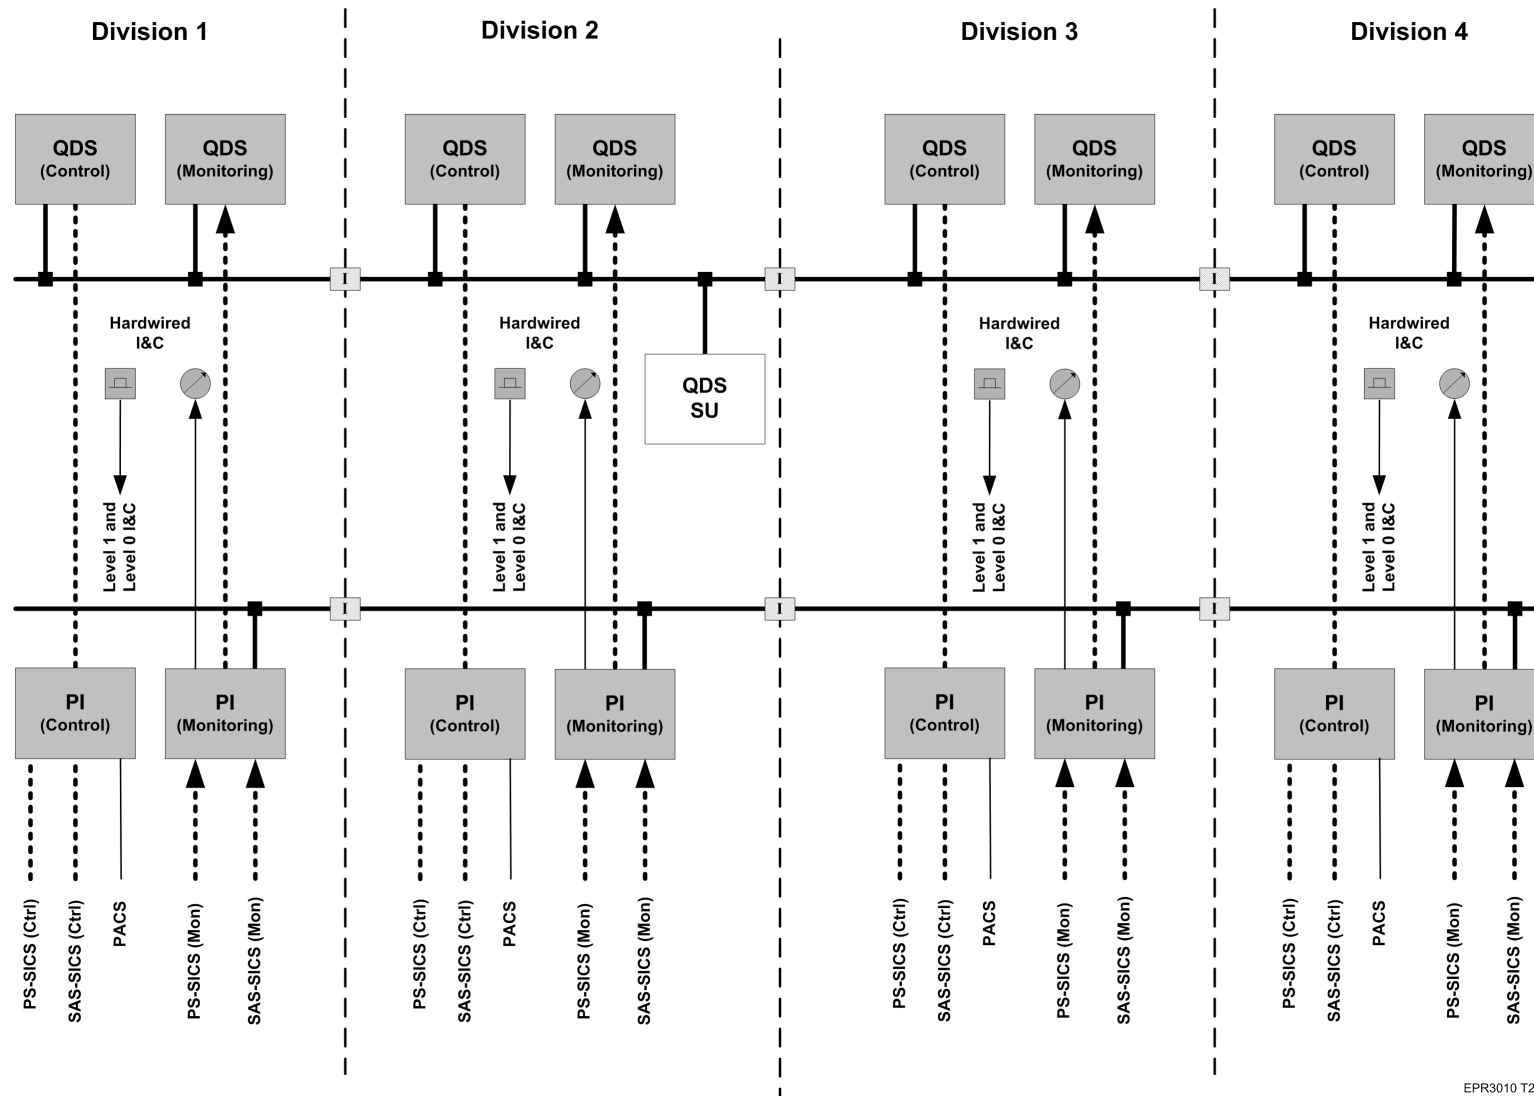 Division 1
Division 2
Division 3
Division 4
QDS
(Control)
QDS
(Monitoring)
QDS
(Control)
QDS
(Monitoring)
QDS
(Control)
QDS
(Monitoring)
QDS
(Control)
QDS
(Monitoring)
I
I
I
Hardwired
I&C
Hardwired
I&C
Hardwired
I&C
Hardwired
I&C
QDS
SU
Level 1 and
Level 0 I&C
Level 1 and
Level 0 I&C
Level 1 and
Level 0 I&C
Level 1 and
Level 0 I&C
I
I
I
PI
(Control)
PI
(Monitoring)
PI
(Control)
PI
(Monitoring)
PI
(Control)
PI
(Monitoring)
PI
(Control)
PI
(Monitoring)
PS-SICS (Ctrl)
SAS-SICS (Ctrl)
PACS
PS-SICS (Mon)
SAS-SICS (Mon)
PS-SICS (Ctrl)
SAS-SICS (Ctrl)
PACS
PS-SICS (Mon)
SAS-SICS (Mon)
PS-SICS (Ctrl)
SAS-SICS (Ctrl)
PACS
PS-SICS (Mon)
SAS-SICS (Mon)
PS-SICS (Ctrl)
SAS-SICS (Ctrl)
PACS
PS-SICS (Mon)
SAS-SICS (Mon)
EPR3010 T2